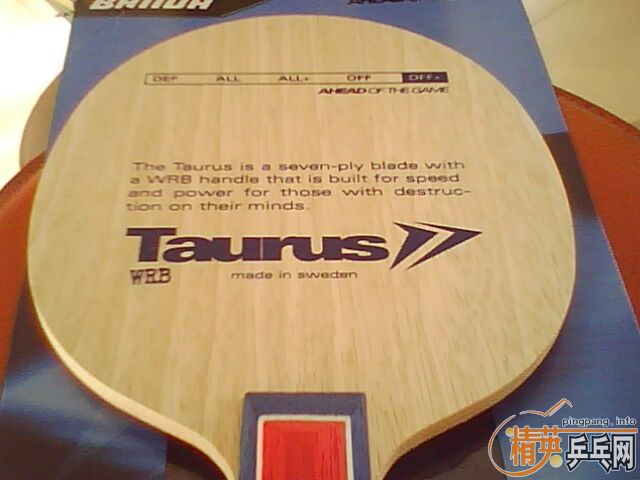 BANDA
DEF ALL ALL+ OFF OFF+
AHEAD OF THE GAME
The Taurus is a seven-ply blade with
a WRB handle that is built for speed
and power for those with destruc-
tion on their minds.
Taurus
WRB made in sweden
pingpang.info
精英乒乓网